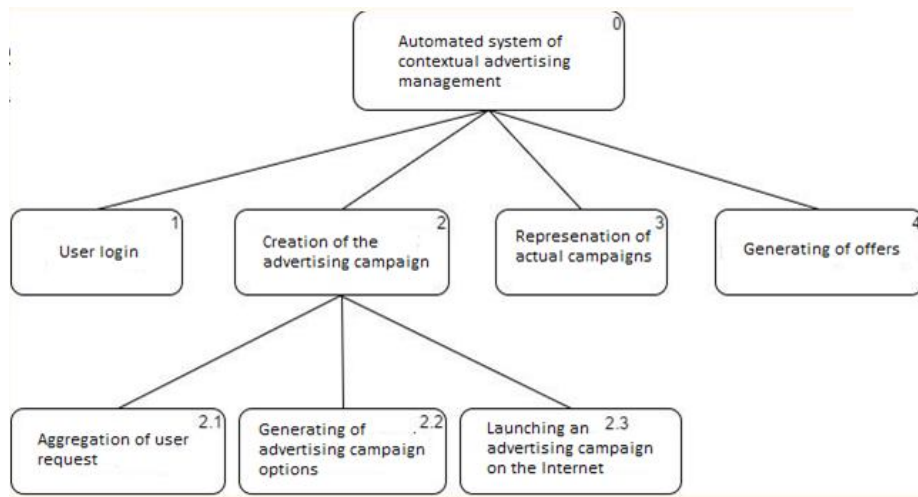 0
Automated system of
contextual advertising
management
1
User login
2
Creation of the
advertising campaign
3
Represenation of
actual campaigns
4
Generating of offers
2.1
Aggregation of user
request
2.2
Generating of
advertising campaign
options
2.3
Launching an
advertising campaign
on the Internet